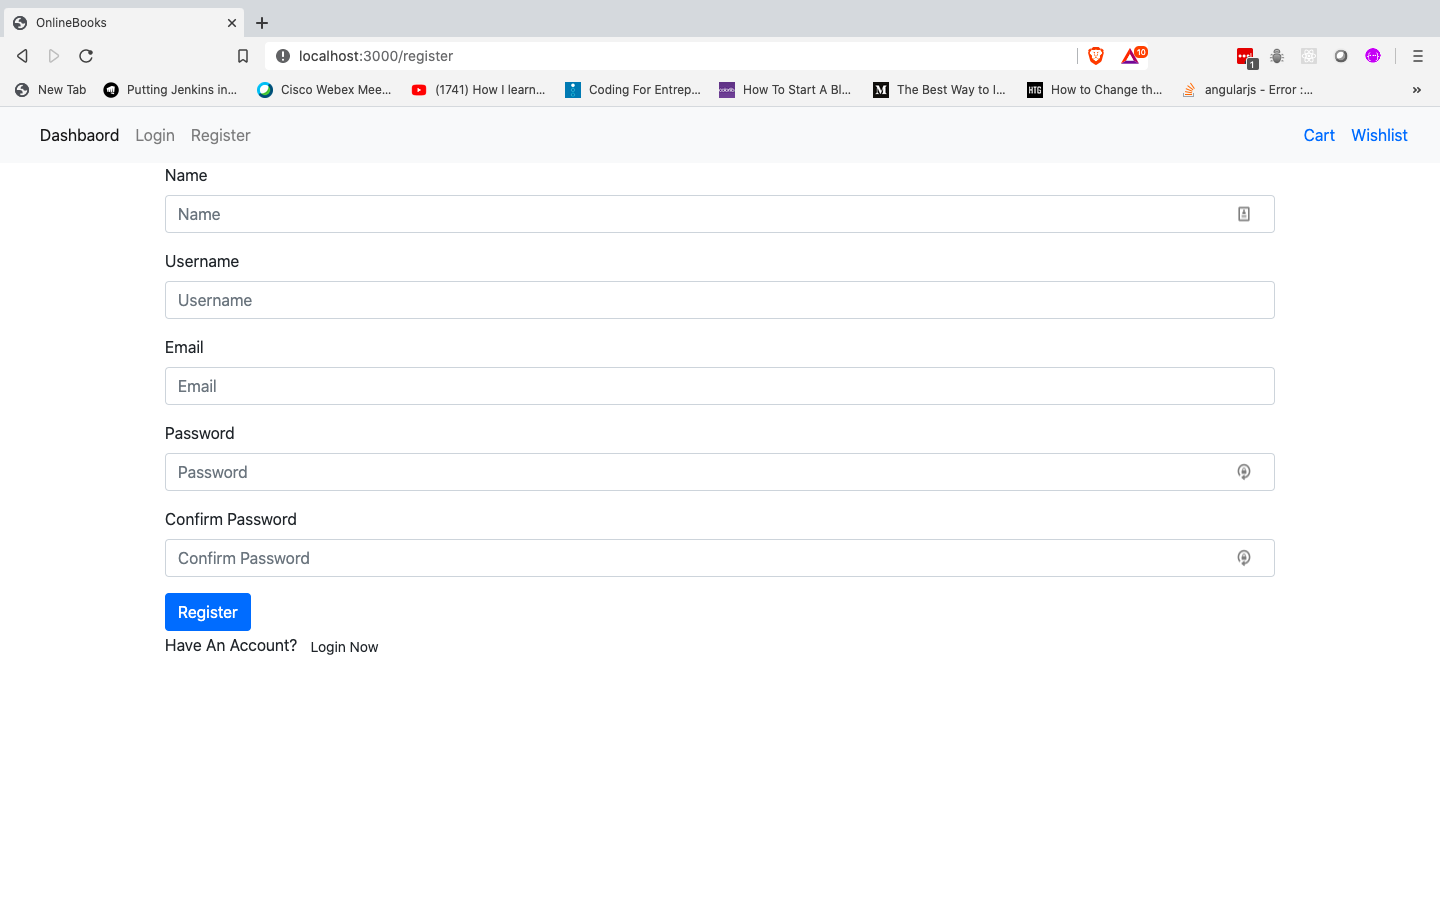 OnlineBooks
localhost:3000/register
10
1
New Tab
Putting Jenkins in...
Cisco Webex Mee...
(1741) How I learn...
Coding For Entrep...
colorlib
How To Start A Bl...
M
The Best Way to I...
HTG
How to Change th...
angularjs - Error :...
Dashbaord
Login
Register
Cart
Wishlist
Name
Name
Username
Username
Email
Email
Password
Password
Confirm Password
Confirm Password
Register
Have An Account? Login Now